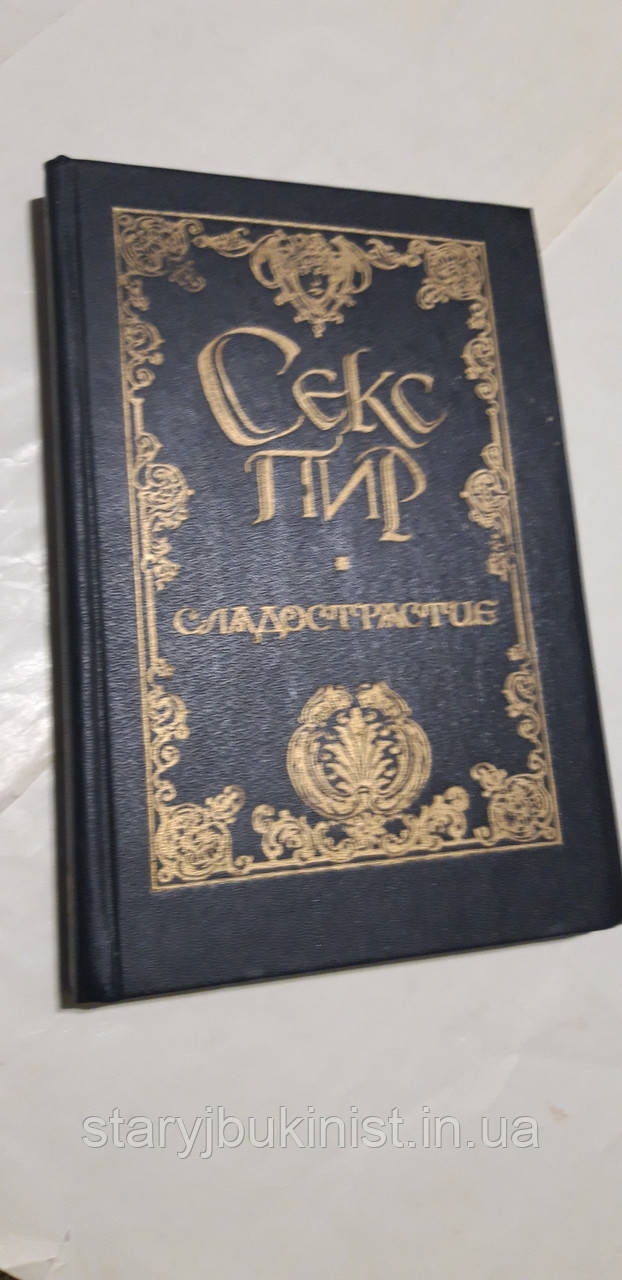 Секс
Пир
Сладострастие
staryjbukinist.in.ua